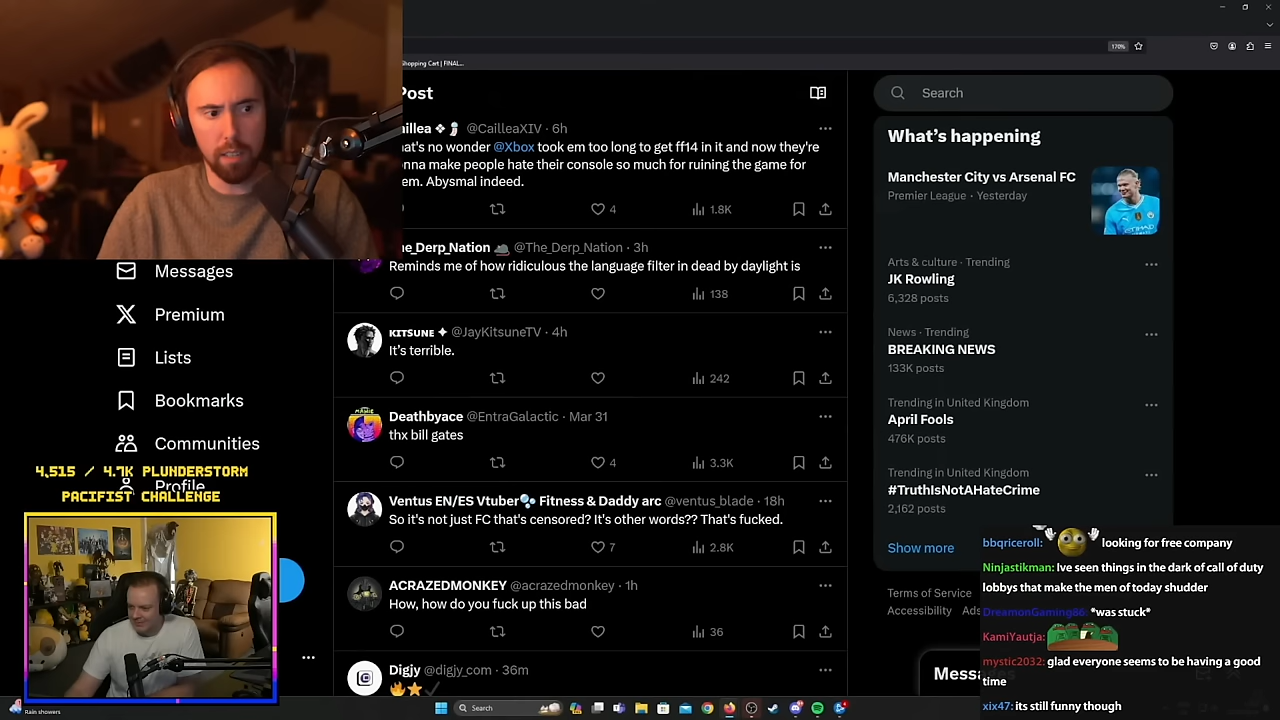 170%
hopping Cart | FINAL...
Post
Search
aillea @CailleaXIV · 6h
at's no wonder @Xbox took em too long to get ff14 in it and now they're
nna make people hate their console so much for ruining the game for
em. Abysmal indeed.
4
1.8K
he_Derp_Nation @The_Derp_Nation · 3h
Reminds me of how ridiculous the language filter in dead by daylight is
138
ᴋɪᴛsᴜɴᴇ ✦ @JayKitsuneTV · 4h
It's terrible.
242
Deathbyace @EntraGalactic · Mar 31
thx bill gates
4
3.3K
Ventus EN/ES Vtuber Fitness & Daddy arc @ventus_blade · 18h
So it's not just FC that's censored? It's other words?? That's fucked.
7
2.8K
ACRAZEDMONKEY @acrazedmonkey · 1h
How, how do you fuck up this bad
36
Digjy @digjy_com · 36m
What's happening
Manchester City vs Arsenal FC
Premier League · Yesterday
Arts & culture · Trending
JK Rowling
6,328 posts
News · Trending
BREAKING NEWS
133K posts
Trending in United Kingdom
April Fools
476K posts
Trending in United Kingdom
#TruthIsNotAHateCrime
2,162 posts
Show more
Terms of Service
Accessibility Ads
Messa
Messages
Premium
Lists
Bookmarks
Communities
Profile
4,515 / 4.7K PLUNDERSTORM
PACIFIST CHALLENGE
bbqriceroll: looking for free company
Ninjastikman: Ive seen things in the dark of call of duty
lobbys that make the men of today shudder
DreamonGaming86: *was stuck*
KamiYautja:
mystic2032: glad everyone seems to be having a good
time
xix47: its still funny though
Rain showers
Search